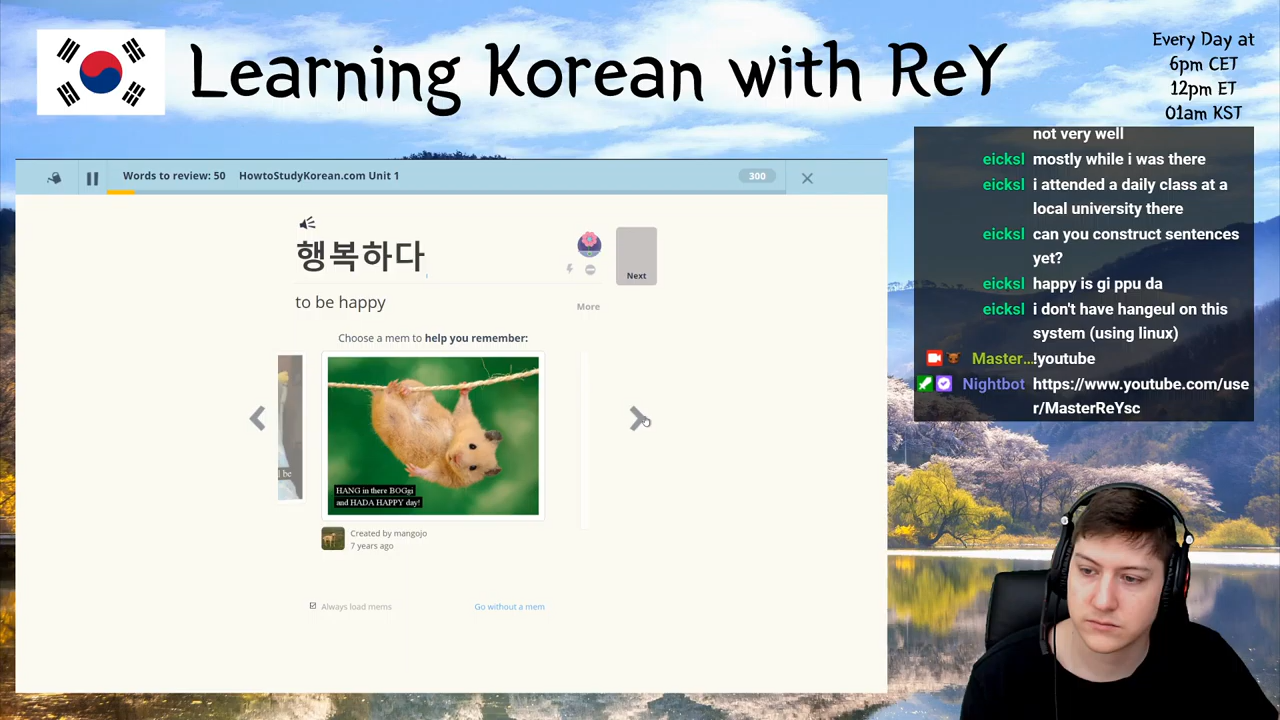 Learning Korean with ReY
Every Day at
6pm CET
12pm ET
01am KST
Words to review: 50 HowtoStudyKorean.com Unit 1
300
행복하다
Next
to be happy
More
Choose a mem to help you remember:
be
HANG in there BOGgi
and HADA HAPPY day!
Created by mangojo
7 years ago
Always load mems
Go without a mem
not very well
eicksl mostly while i was there
eicksl i attended a daily class at a
local university there
eicksl can you construct sentences
yet?
eicksl happy is gi ppu da
eicksl i don't have hangeul on this
system (using linux)
Master... !youtube
Nightbot https://www.youtube.com/use
r/MasterReYsc